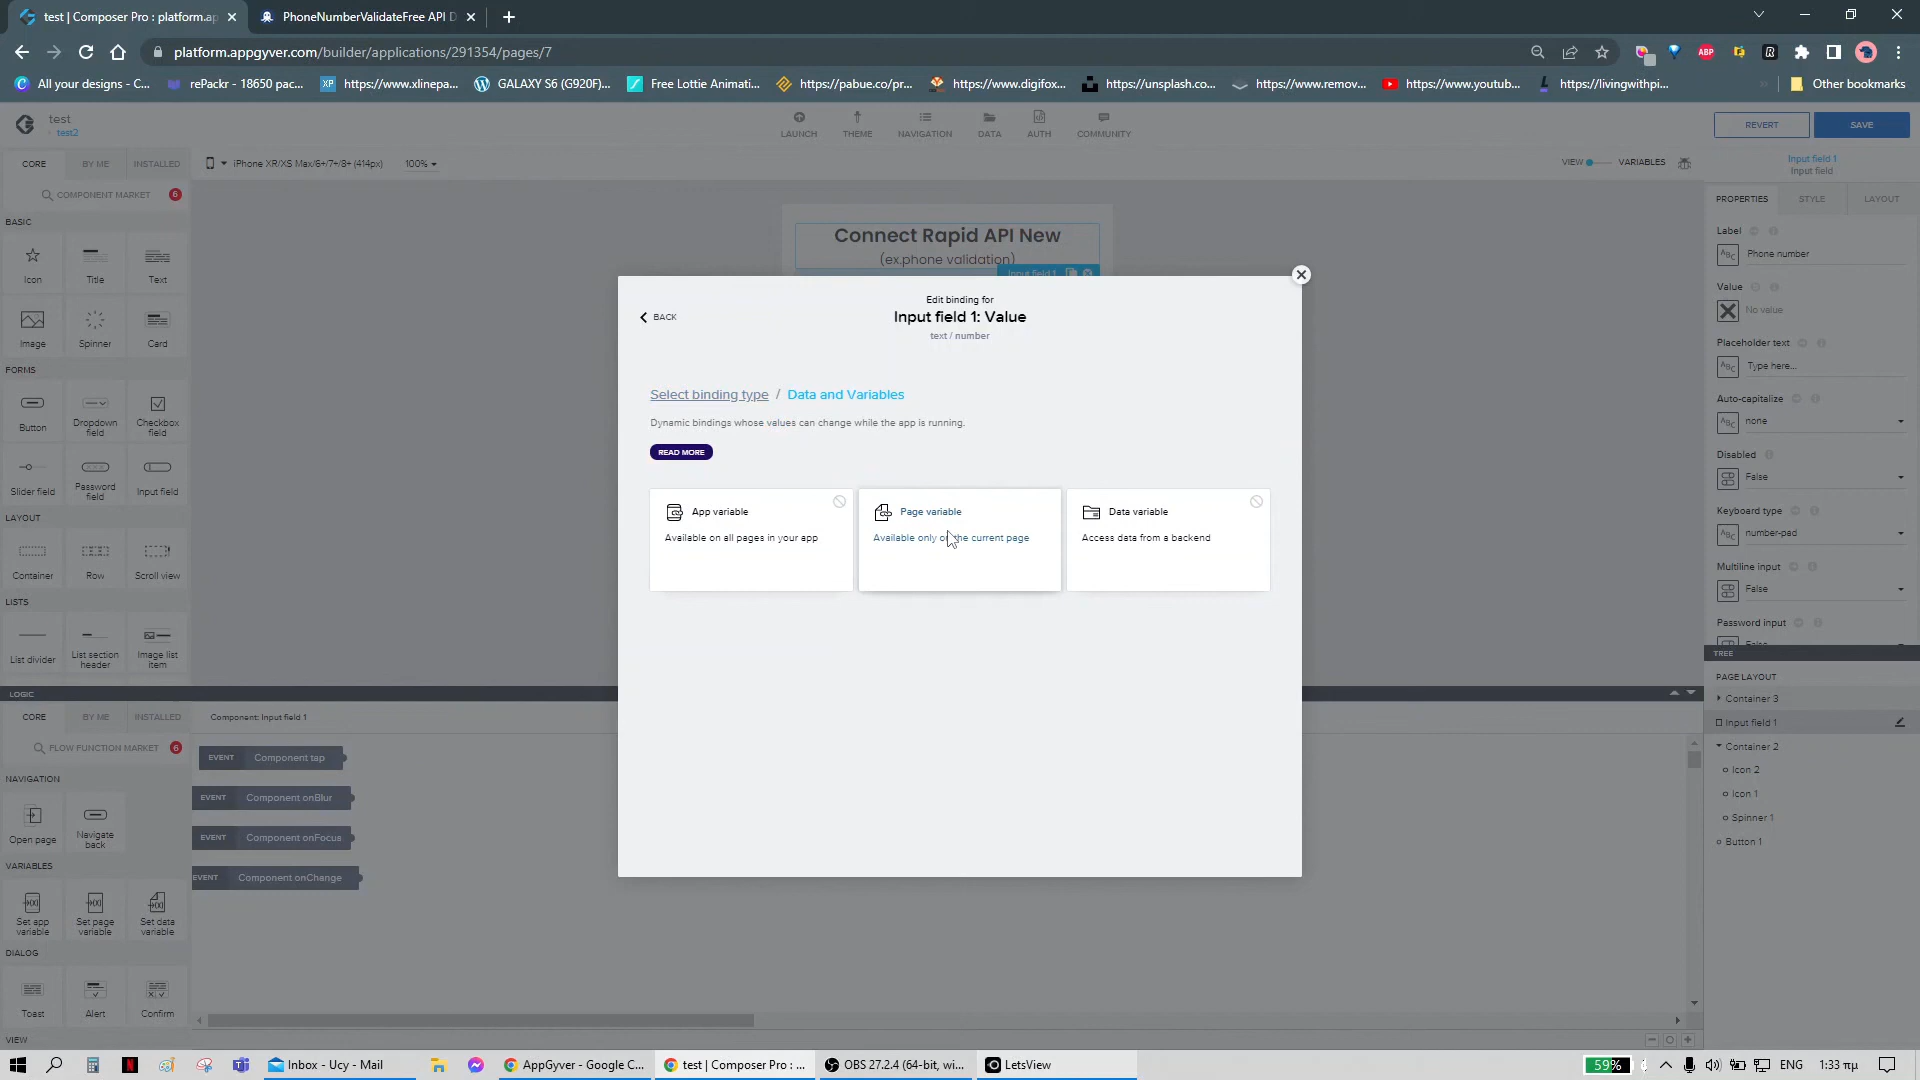 test | Composer Pro : platform.ap
PhoneNumberValidateFree API D
platform.appgyver.com/builder/applications/291354/pages/7
ABP
All your designs - C...
rePackr - 18650 pac...
XP
https://www.xlinepa...
GALAXY S6 (G920F)...
Free Lottie Animati...
https://pabue.co/pr...
https://www.digifox...
https://unsplash.co...
https://www.remov...
https://www.youtub...
https://livingwithpi...
Other bookmarks
test
test2
LAUNCH
THEME
NAVIGATION
DATA
AUTH
COMMUNITY
REVERT
SAVE
CORE
BY ME
INSTALLED
iPhone XR/XS Max/6+/7+/8+ (414px)
100%
VIEW
VARIABLES
Input field 1
Input field
COMPONENT MARKET
6
PROPERTIES
STYLE
LAYOUT
BASIC
Icon
Title
Text
Image
Spinner
Card
FORMS
Button
Dropdown field
Checkbox field
Slider field
Password field
Input field
LAYOUT
Container
Row
Scroll view
LISTS
List divider
List section header
Image list item
Connect Rapid API New
(ex.phone validation)
Input field 1
BACK
Edit binding for
Input field 1: Value
text / number
Select binding type / Data and Variables
Dynamic bindings whose values can change while the app is running.
READ MORE
App variable
Available on all pages in your app
Page variable
Available only on the current page
Data variable
Access data from a backend
Label
Phone number
Value
No value
Placeholder text
Type here...
Auto-capitalize
none
Disabled
False
Keyboard type
number-pad
Multiline input
False
Password input
False
TREE
PAGE LAYOUT
Container 3
Input field 1
Container 2
Icon 2
Icon 1
Spinner 1
Button 1
LOGIC
CORE
BY ME
INSTALLED
Component: Input field 1
FLOW FUNCTION MARKET
6
EVENT Component tap
EVENT Component onBlur
EVENT Component onFocus
EVENT Component onChange
NAVIGATION
Open page
Navigate back
VARIABLES
Set app variable
Set page variable
Set data variable
DIALOG
Toast
Alert
Confirm
VIEW
Inbox - Ucy - Mail
AppGyver - Google C...
test | Composer Pro : ...
OBS 27.2.4 (64-bit, wi...
LetsView
59%
ENG
1:33 πμ